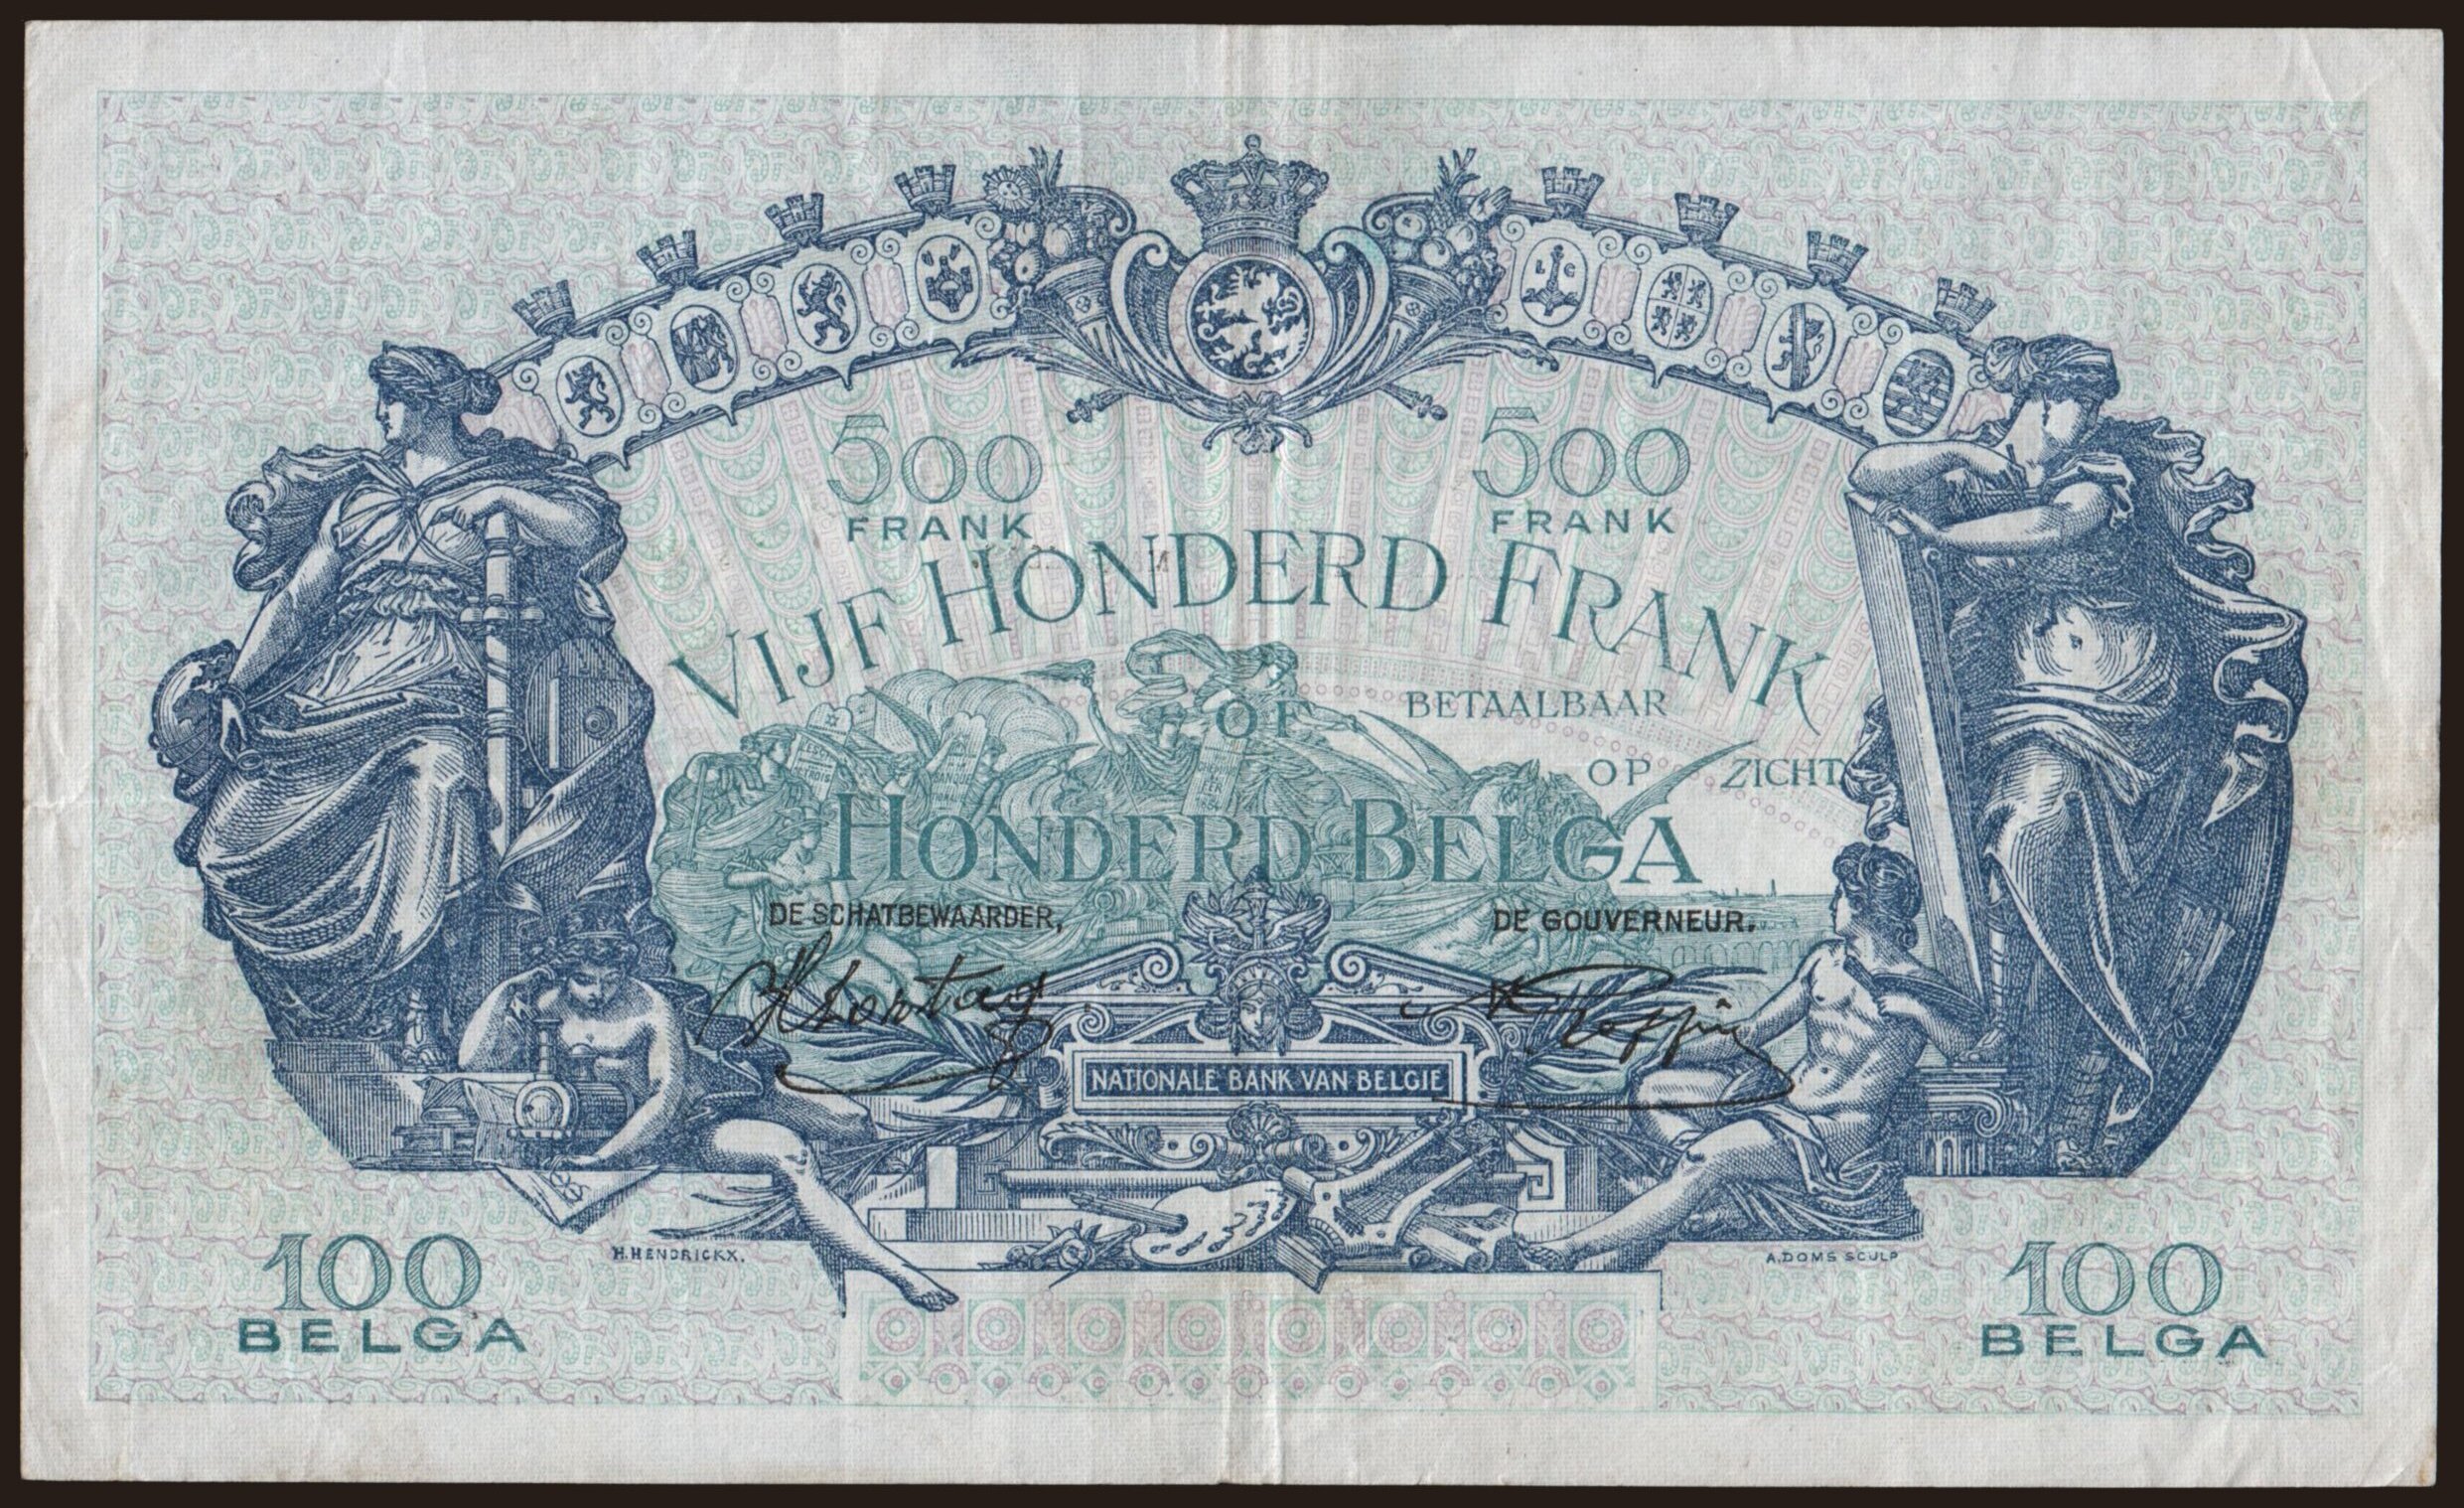 500 500
FRANK FRANK
VIJF HONDERD FRANK
OF BETAALBAAR
OP ZICHT
HONDERD BELGA
DE SCHATBEWAARDER, DE GOUVERNEUR.
NATIONALE BANK VAN BELGIE
H. HENDRICKX. A. DOMS SCULP
100 100
BELGA BELGA